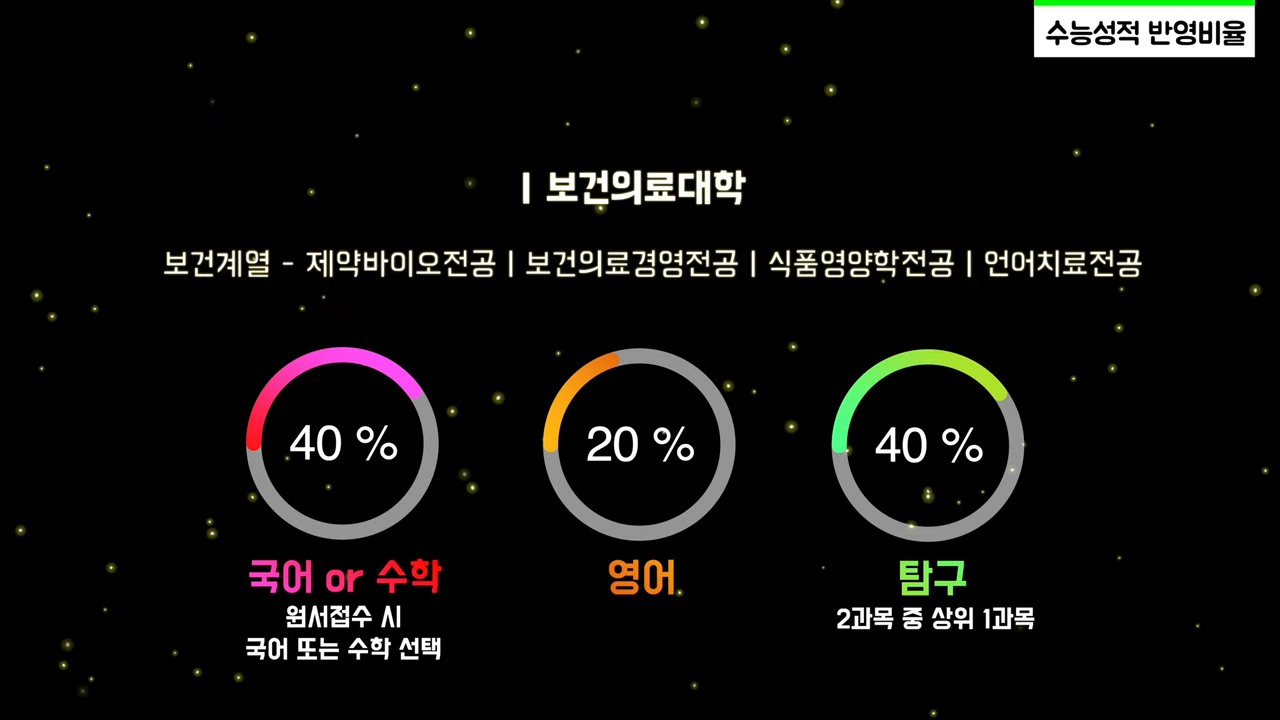 수능성적 반영비율
| 보건의료대학
보건계열 - 제약바이오전공 | 보건의료경영전공 | 식품영양학전공 | 언어치료전공
40 %
20 %
40 %
국어 or 수학
영어
탐구
원서접수 시
국어 또는 수학 선택
2과목 중 상위 1과목